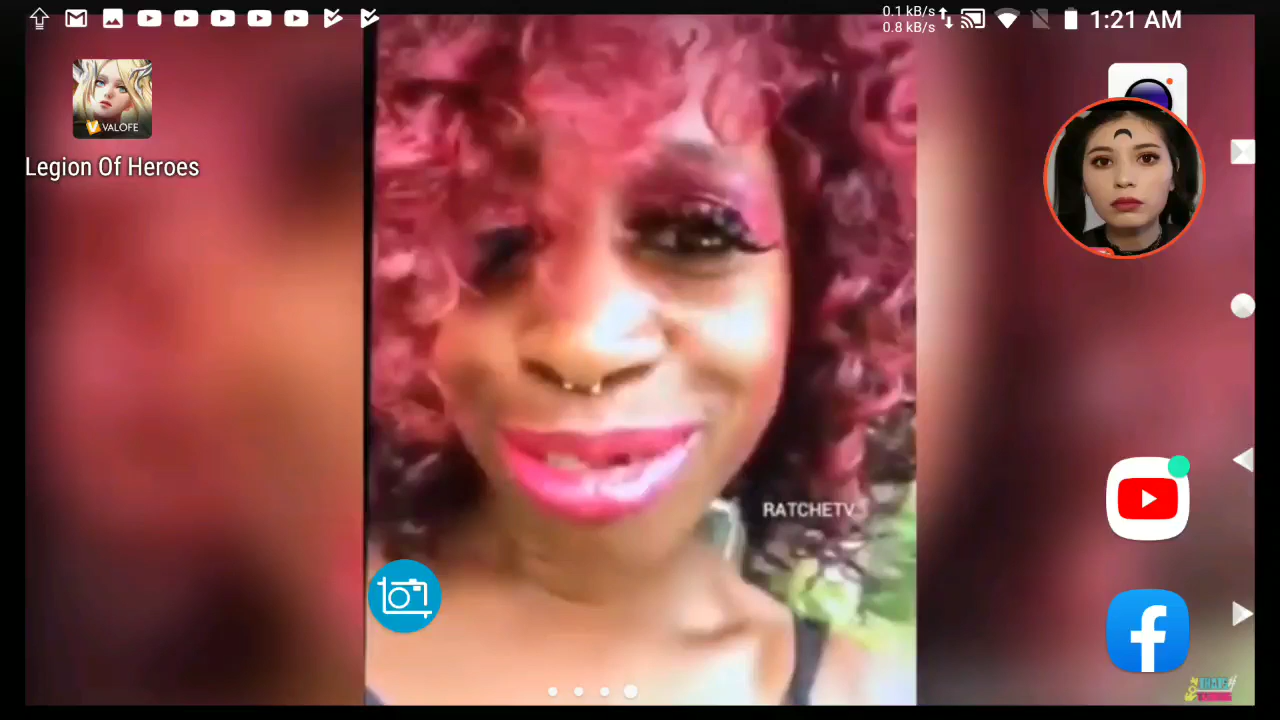 0.1 kB/s
0.8 kB/s
1:21 AM
VALOFE
Legion Of Heroes
RATCHETV